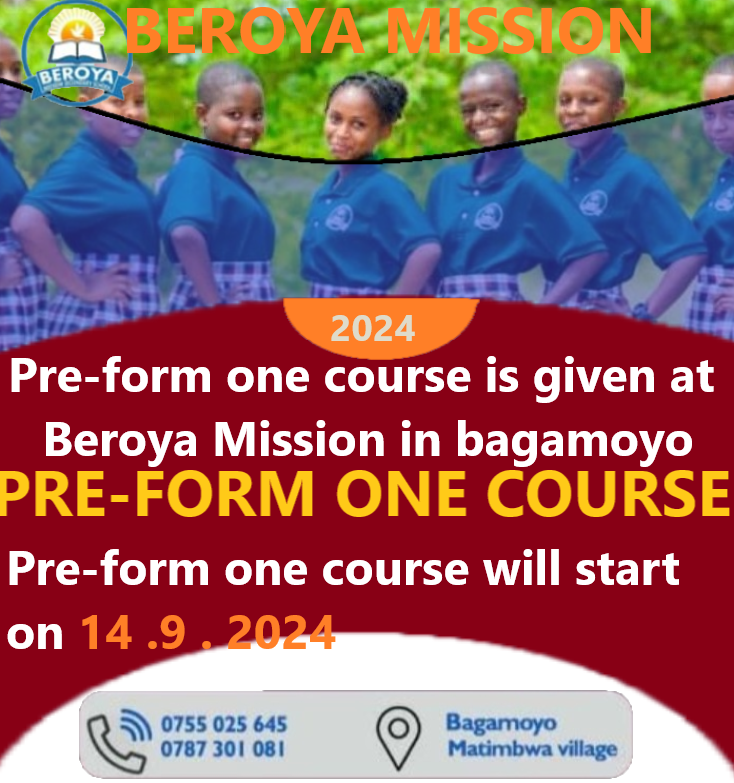 BEROYA MISSION
BEROYA
2024
Pre-form one course is given at
Beroya Mission in bagamoyo
PRE-FORM ONE COURSE
Pre-form one course will start
on 14 .9 . 2024
0755 025 645
0787 301 081
Bagamoyo
Matimbwa village